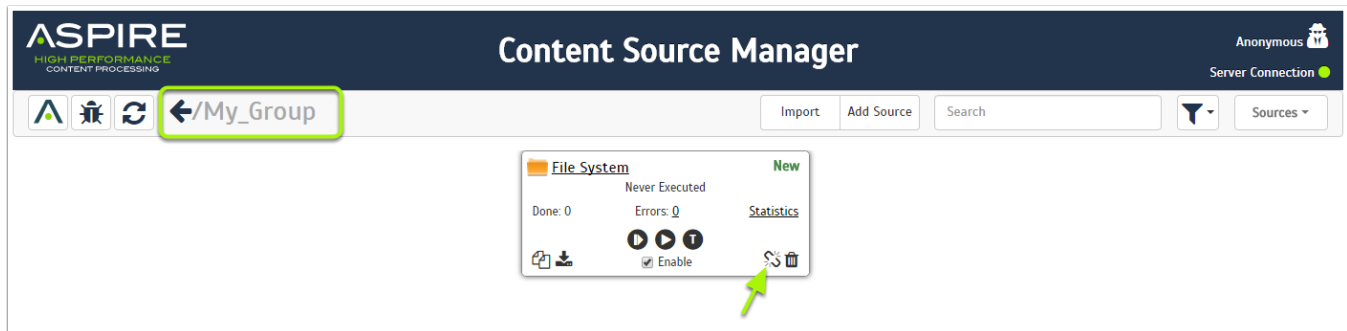 ASPIRE
HIGH PERFORMANCE
CONTENT PROCESSING
Content Source Manager
Anonymous
Server Connection
/My_Group
Import Add Source Search Sources
File System New
Never Executed
Done: 0 Errors: 0 Statistics
T
Enable